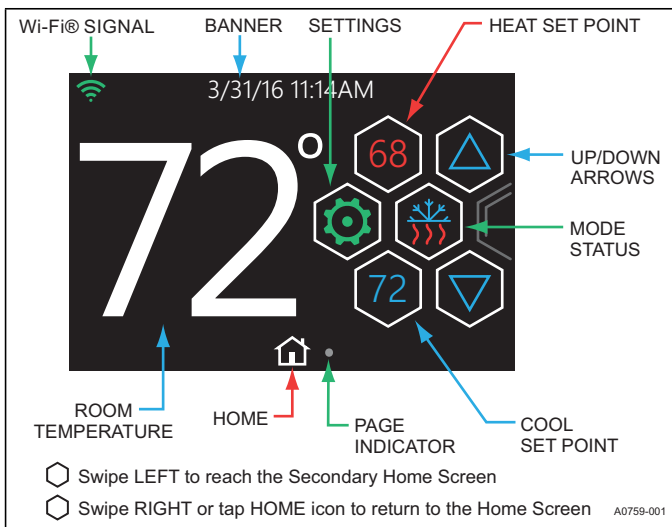 Wi-Fi® SIGNAL
BANNER
SETTINGS
HEAT SET POINT
3/31/16 11:14AM
72°
68
72
UP/DOWN
ARROWS
MODE
STATUS
ROOM
TEMPERATURE
HOME
PAGE
INDICATOR
COOL
SET POINT
Swipe LEFT to reach the Secondary Home Screen
Swipe RIGHT or tap HOME icon to return to the Home Screen
A0759-001